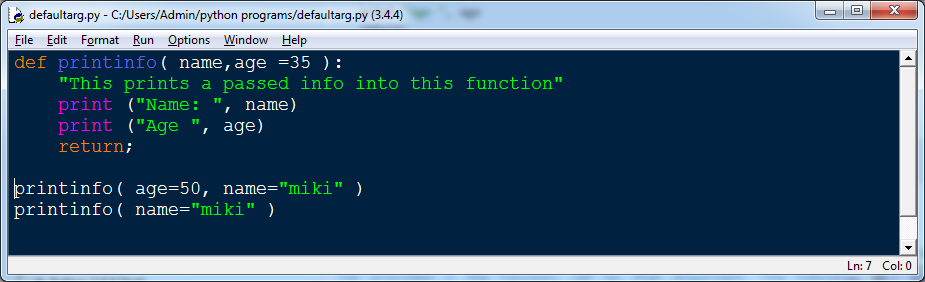 defaultarg.py - C:/Users/Admin/python programs/defaultarg.py (3.4.4)
File Edit Format Run Options Window Help
def printinfo( name,age =35 ):
    "This prints a passed info into this function"
    print ("Name: ", name)
    print ("Age ", age)
    return;

printinfo( age=50, name="miki" )
printinfo( name="miki" )
Ln: 7 Col: 0